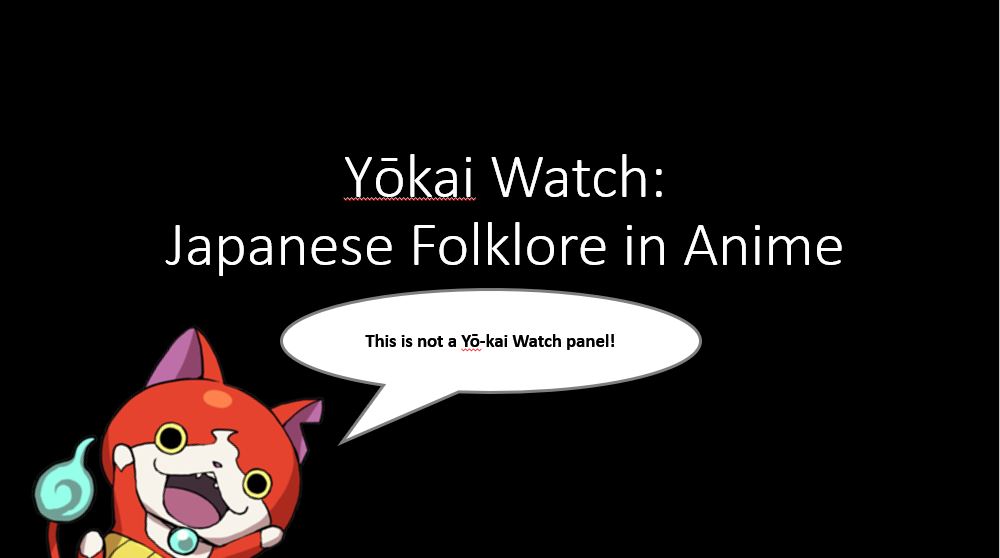 Yōkai Watch:
Japanese Folklore in Anime
This is not a Yō-kai Watch panel!